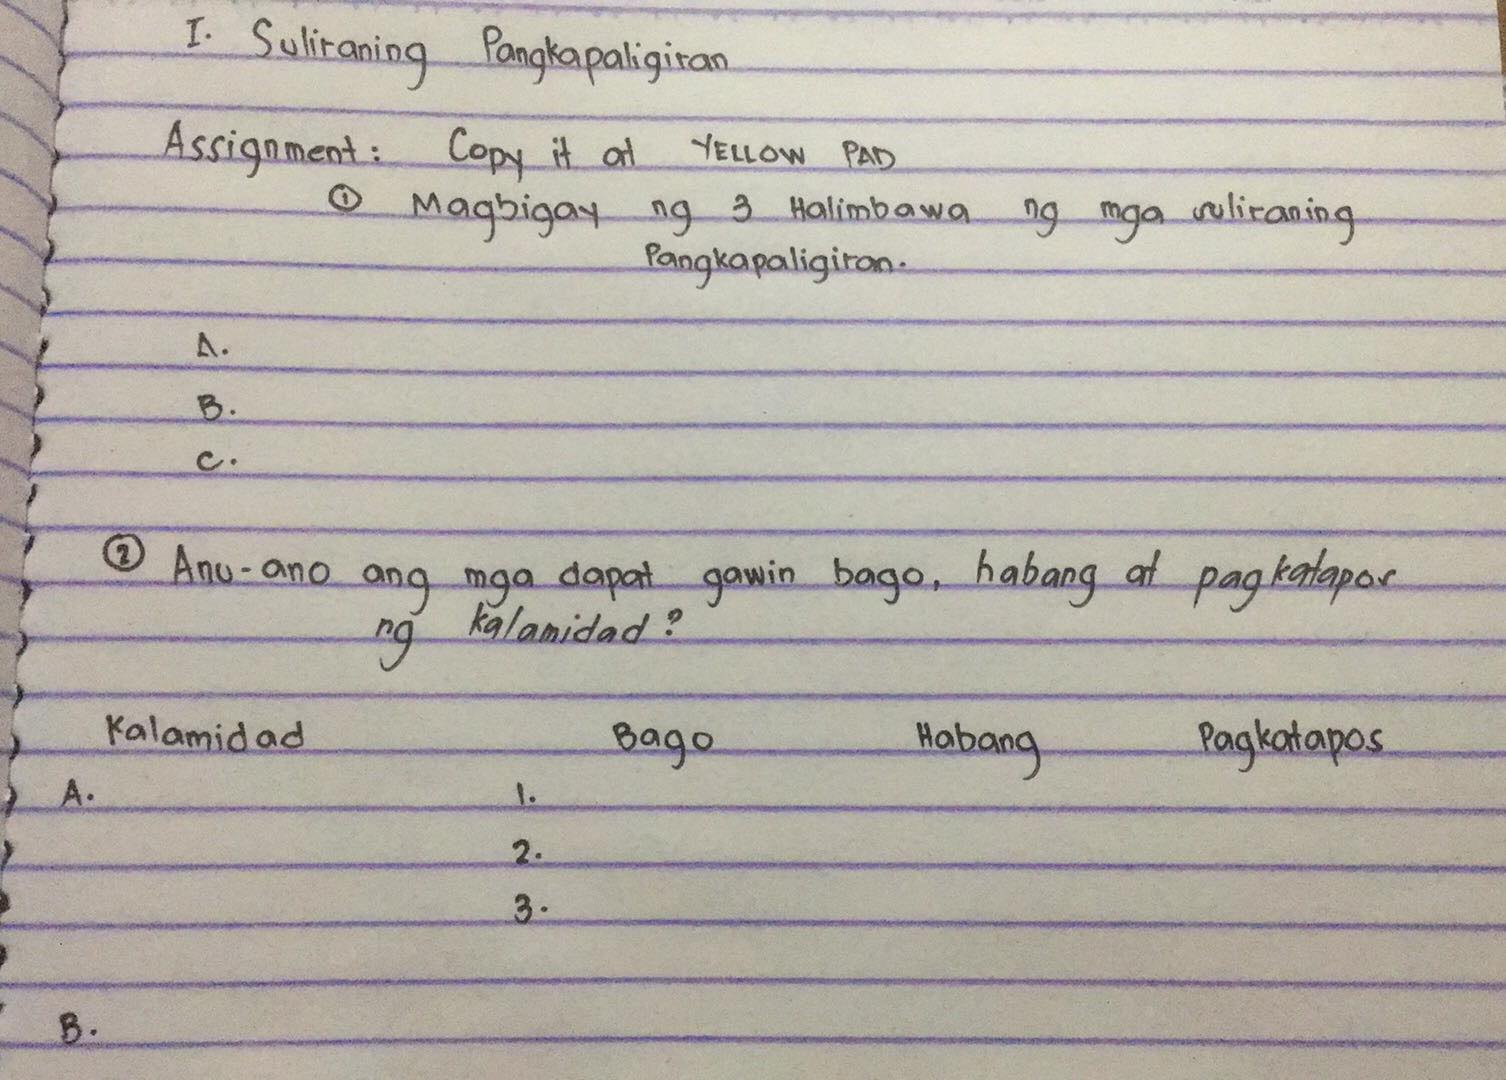 I. Suliraning Pangkapaligiran
Assignment: Copy it at YELLOW PAD
① Magbigay ng 3 Halimbawa ng mga suliraning
Pangkapaligiran.
A.
B.
C.
② Anu-ano ang mga dapat gawin bago, habang at pagkatapos
ng kalamidad?
Kalamidad Bago Habang Pagkatapos
A. 1.
2.
3.
B.